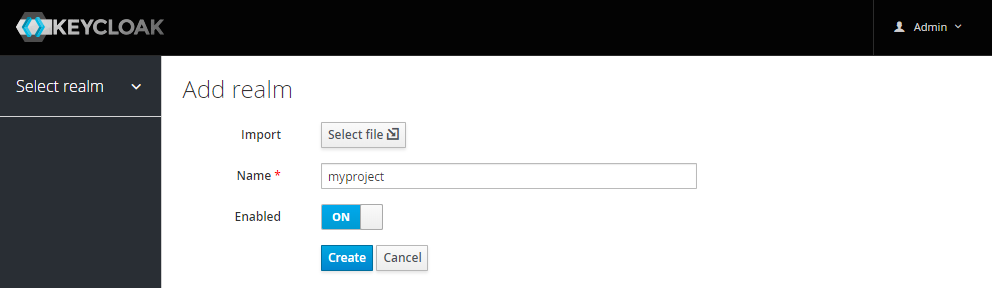 KEYCLOAK
Admin
Select realm
Add realm
Import Select file
Name * myproject
Enabled ON
Create Cancel